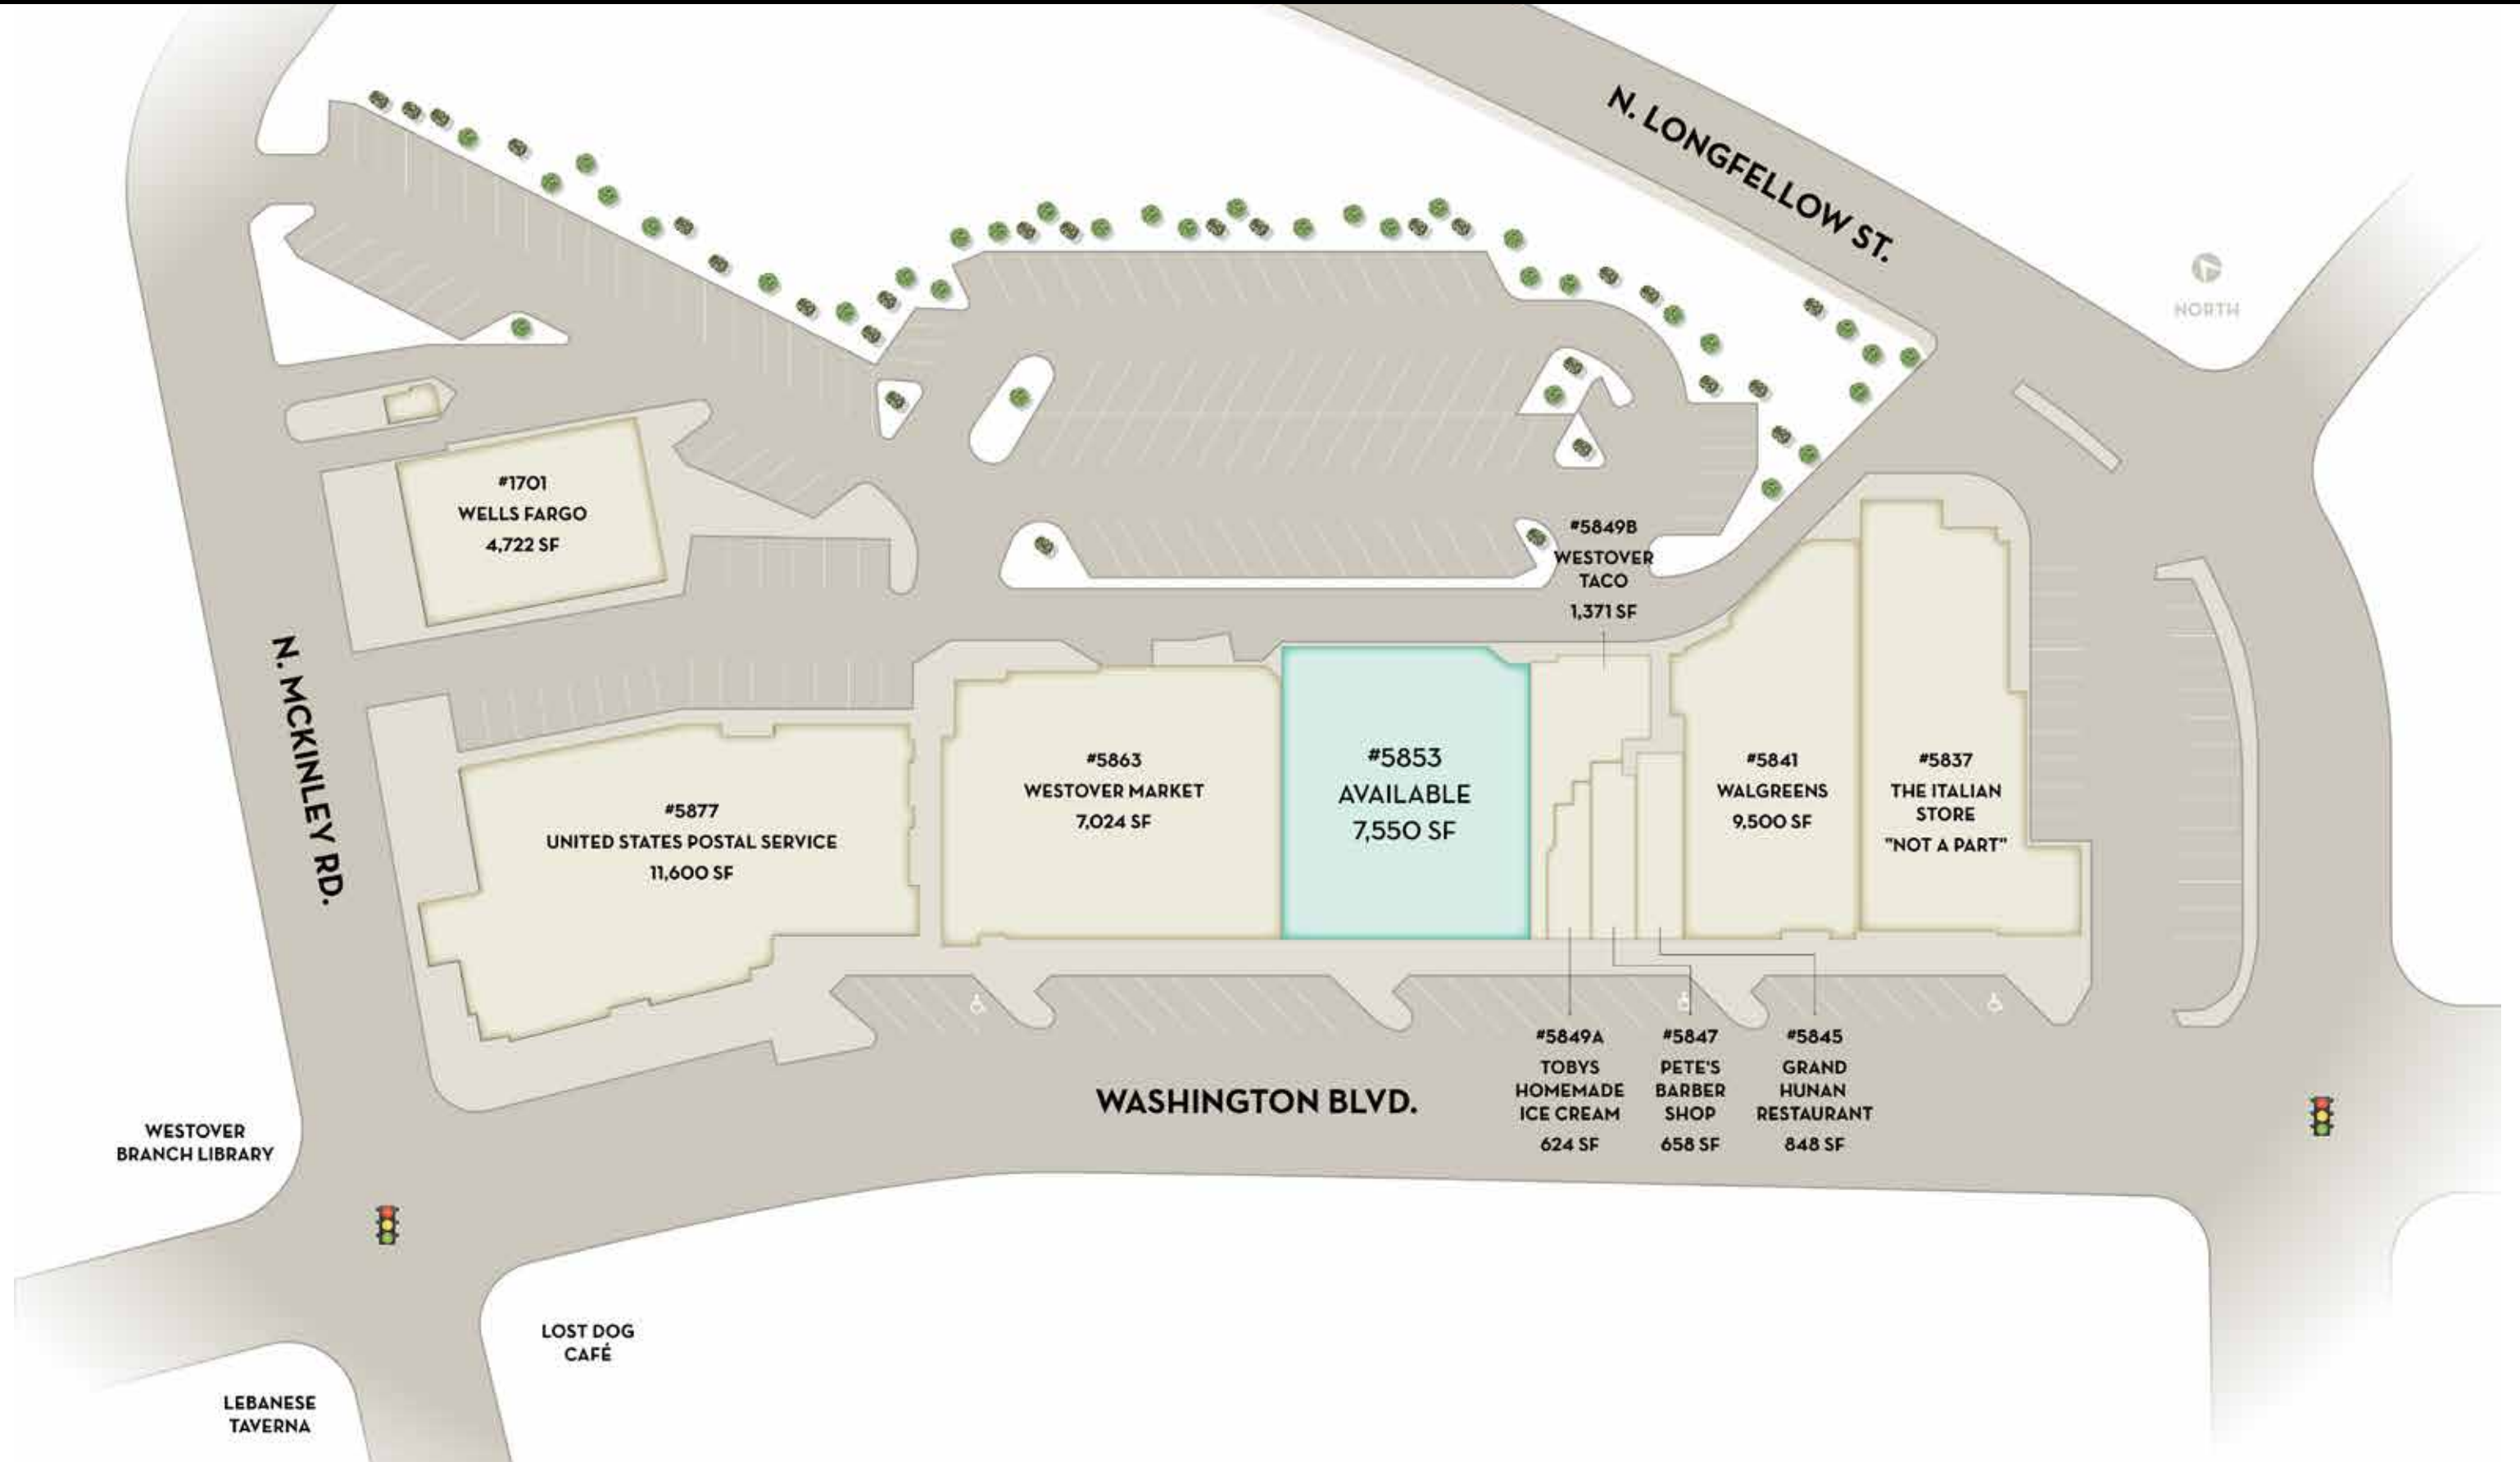 N. LONGFELLOW ST.
NORTH
#1701
WELLS FARGO
4,722 SF
#5849B
WESTOVER
TACO
1,371 SF
N. MCKINLEY RD.
#5877
UNITED STATES POSTAL SERVICE
11,600 SF
#5863
WESTOVER MARKET
7,024 SF
#5853
AVAILABLE
7,550 SF
#5841
WALGREENS
9,500 SF
#5837
THE ITALIAN
STORE
"NOT A PART"
#5849A
TOBYS
HOMEMADE
ICE CREAM
624 SF
#5847
PETE'S
BARBER
SHOP
658 SF
#5845
GRAND
HUNAN
RESTAURANT
848 SF
WASHINGTON BLVD.
WESTOVER
BRANCH LIBRARY
LOST DOG
CAFÉ
LEBANESE
TAVERNA